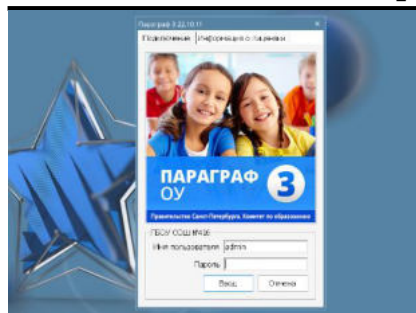 Параграф 3.22.10.11
Подключение Информация о лицензии
ПАРАГРАФ 3
ОУ
Правительство Санкт-Петербурга, Комитет по образованию
ГБОУ СОШ №416
Имя пользователя admin
Пароль
Вход Отмена